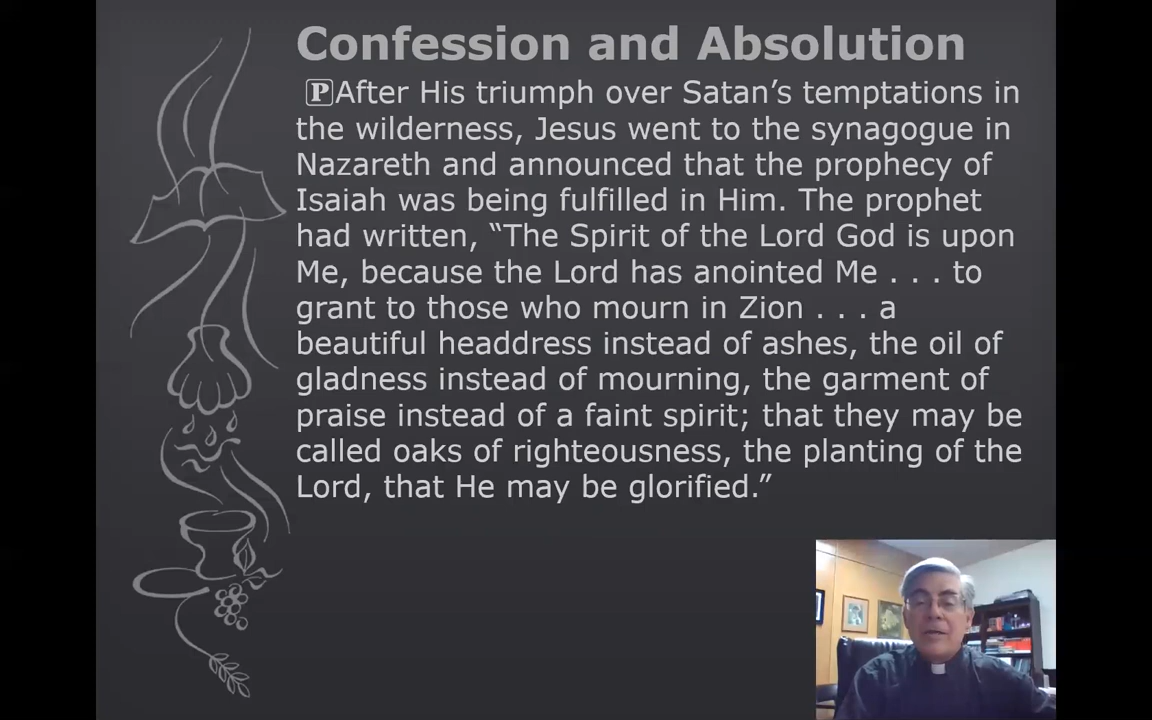 Confession and Absolution
🄿After His triumph over Satan’s temptations in
the wilderness, Jesus went to the synagogue in
Nazareth and announced that the prophecy of
Isaiah was being fulfilled in Him. The prophet
had written, “The Spirit of the Lord God is upon
Me, because the Lord has anointed Me . . . to
grant to those who mourn in Zion . . . a
beautiful headdress instead of ashes, the oil of
gladness instead of mourning, the garment of
praise instead of a faint spirit; that they may be
called oaks of righteousness, the planting of the
Lord, that He may be glorified.”